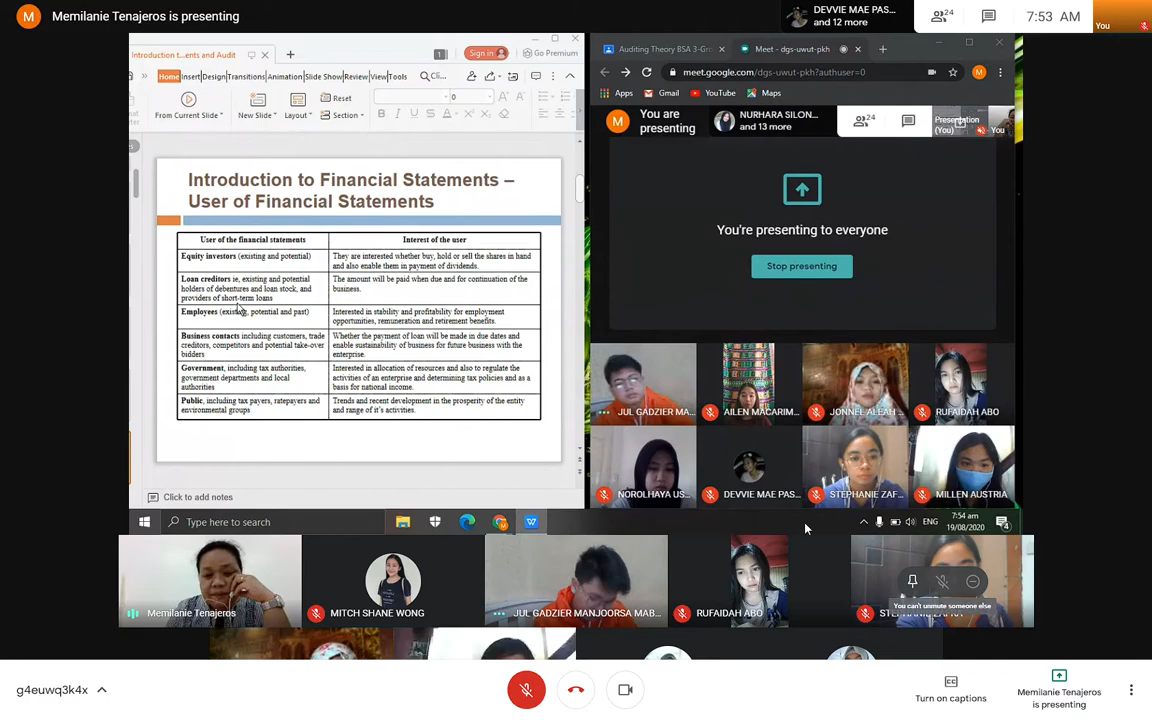 M Memilanie Tenajeros is presenting
DEVVIE MAE PAS...
and 12 more
24
7:53 AM
You
Introduction t...ents and Audit
1
Sign in
Go Premium
Home Insert Design Transitions Animation Slide Show Review View Tools Cli...
From Current Slide
New Slide
Layout
Reset
Section
0
B I U S A X² X₂
Introduction to Financial Statements –
User of Financial Statements
User of the financial statements
Interest of the user
Equity investors (existing and potential)
They are interested whether buy, hold or sell the shares in hand
and also enable them in payment of dividends.
Loan creditors ie, existing and potential
holders of debentures and loan stock, and
providers of short-term loans
The amount will be paid when due and for continuation of the
business.
Employees (existing, potential and past)
Interested in stability and profitability for employment
opportunities, remuneration and retirement benefits.
Business contacts including customers, trade
creditors, competitors and potential take-over
bidders
Whether the payment of loan will be made in due dates and
enable sustainability of business for future business with the
enterprise.
Government, including tax authorities,
government departments and local
authorities
Interested in allocation of resources and also to regulate the
activities of an enterprise and determining tax policies and as a
basis for national income.
Public, including tax payers, ratepayers and
environmental groups
Trends and recent development in the prosperity of the entity
and range of it's activities.
Click to add notes
Type here to search
Auditing Theory BSA 3-Gr
Meet - dgs-uwut-pkh
meet.google.com/dgs-uwut-pkh?authuser=0
M
Apps Gmail YouTube Maps
M You are
presenting
NURHARA SILON...
and 13 more
24
Presentation
(You)
You
You're presenting to everyone
Stop presenting
JUL GADZIER MA...
AILEN MACARIM...
JONNEL ALEAH ...
RUFAIDAH ABO
NOROLHAYA US...
DEVVIE MAE PAS...
STEPHANIE ZAF...
MILLEN AUSTRIA
ENG
7:54 am
19/08/2020
4
Memilanie Tenajeros
MITCH SHANE WONG
JUL GADZIER MANJOORSA MAB...
RUFAIDAH ABO
You can't unmute someone else
g4euwq3k4x
Turn on captions
Memilanie Tenajeros
is presenting